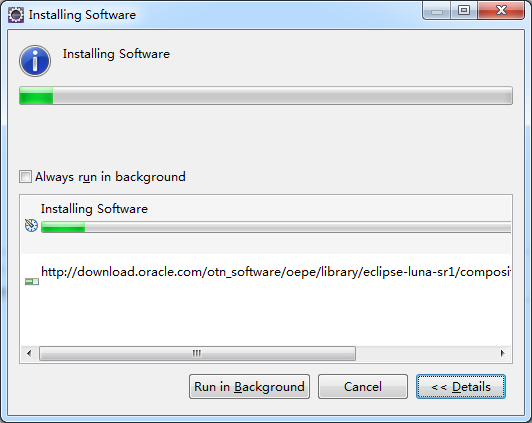 Installing Software
Installing Software
Always run in background
Installing Software
http://download.oracle.com/otn_software/oepe/library/eclipse-luna-sr1/composit
Run in Background
Cancel
<< Details